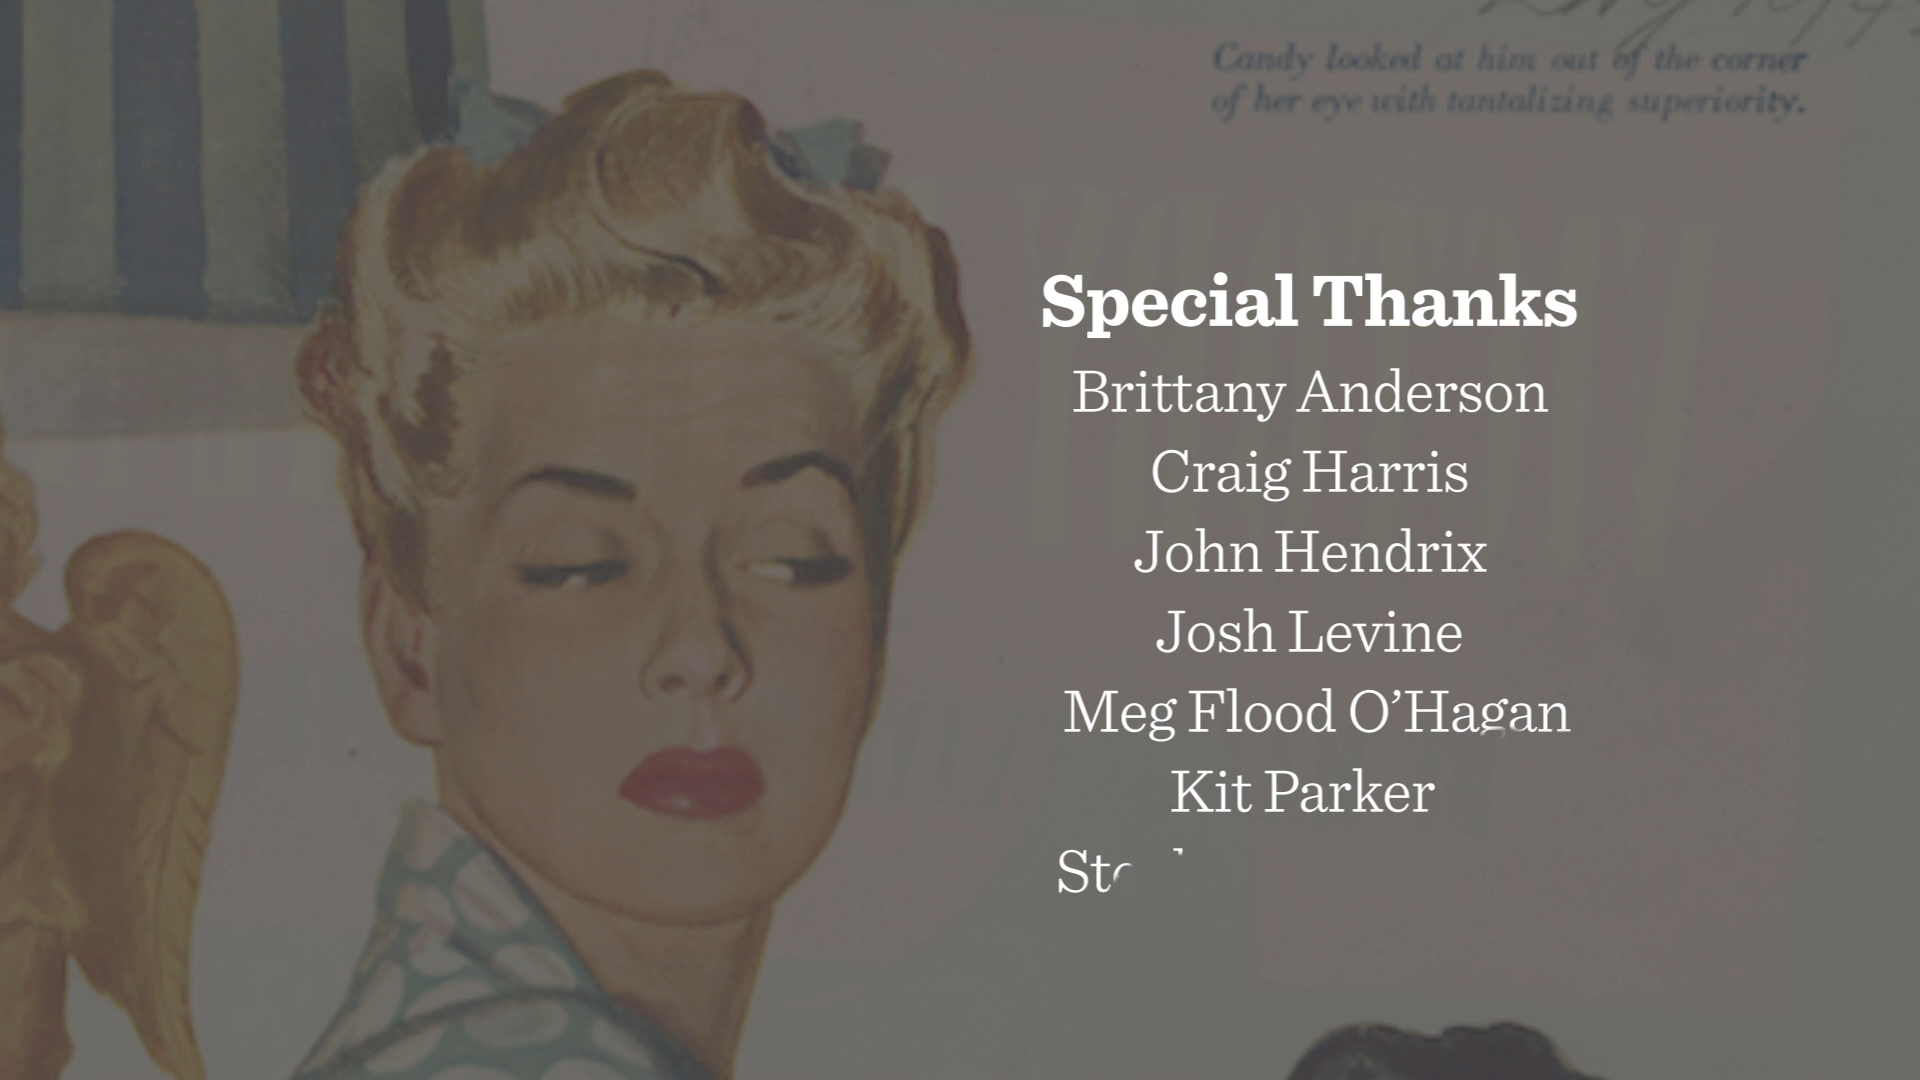 Candy looked at him out of the corner
of her eye with tantalizing superiority.
Special Thanks
Brittany Anderson
Craig Harris
John Hendrix
Josh Levine
Meg Flood O’Hagan
Kit Parker